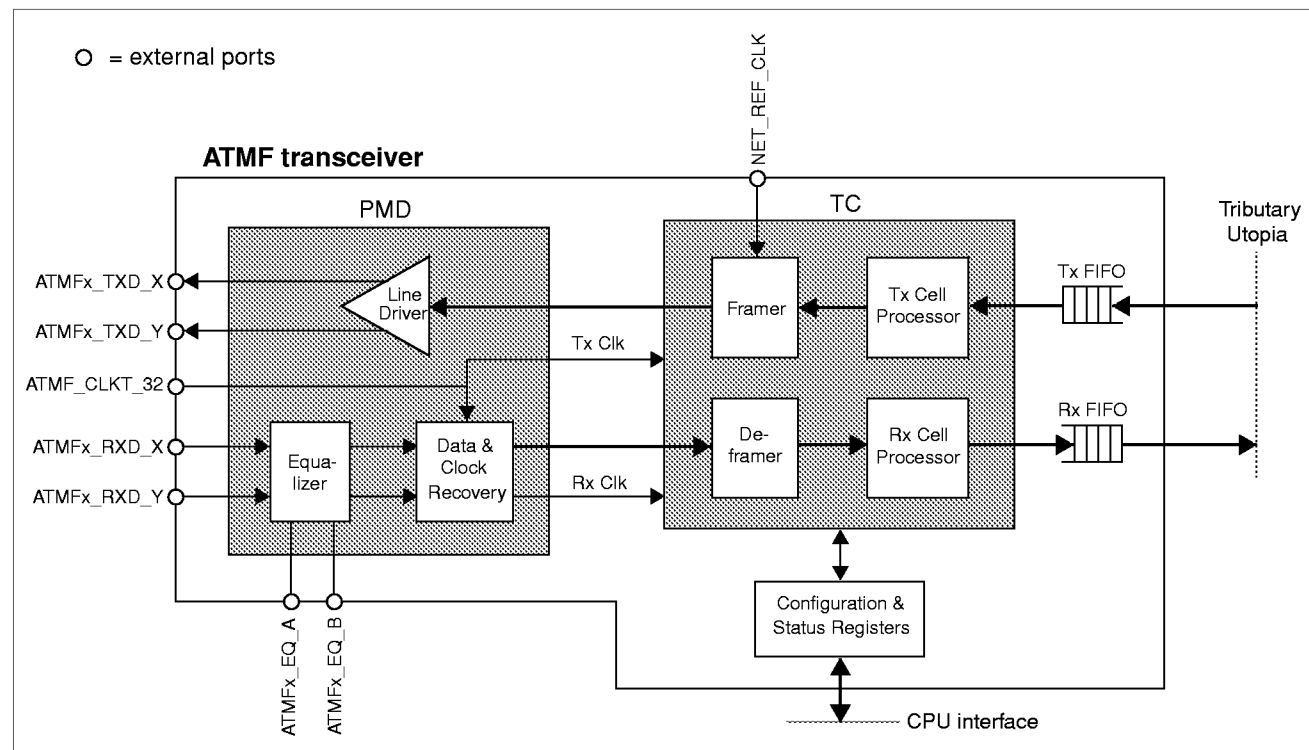 = external ports
NET_REF_CLK
ATMF transceiver
PMD
TC
Tributary
Utopia
ATMFx_TXD_X
ATMFx_TXD_Y
ATMF_CLKT_32
ATMFx_RXD_X
ATMFx_RXD_Y
Line
Driver
Framer
Tx Cell
Processor
Tx FIFO
Tx Clk
Equa-
lizer
Data &
Clock
Recovery
Rx Clk
De-
framer
Rx Cell
Processor
Rx FIFO
ATMFx_EQ_A
ATMFx_EQ_B
Configuration &
Status Registers
CPU interface